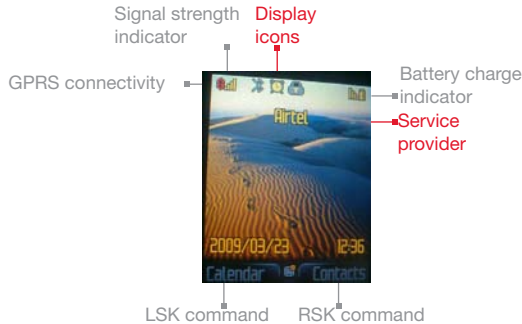 Signal strength
indicator
Display
icons
GPRS connectivity
Battery charge
indicator
Service
provider
Airtel
2009/03/23 12:36
Calendar Contacts
LSK command RSK command